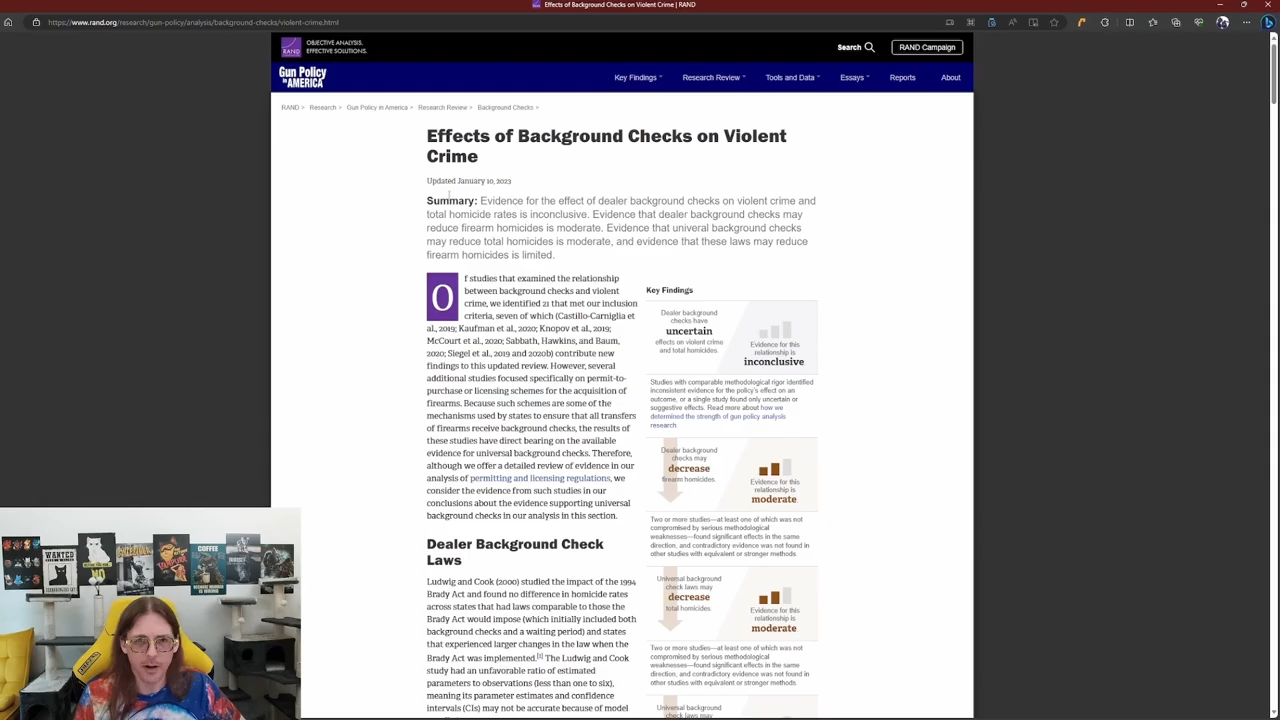 Effects of Background Checks on Violent Crime | RAND
https://www.rand.org/research/gun-policy/analysis/background-checks/violent-crime.html
RAND
OBJECTIVE ANALYSIS.
EFFECTIVE SOLUTIONS.
Search
RAND Campaign
Gun Policy
in AMERICA
Key Findings
Research Review
Tools and Data
Essays
Reports
About
RAND > Research > Gun Policy in America > Research Review > Background Checks >
Effects of Background Checks on Violent
Crime
Updated January 10, 2023
Summary: Evidence for the effect of dealer background checks on violent crime and
total homicide rates is inconclusive. Evidence that dealer background checks may
reduce firearm homicides is moderate. Evidence that univeral background checks
may reduce total homicides is moderate, and evidence that these laws may reduce
firearm homicides is limited.
Of studies that examined the relationship
between background checks and violent
crime, we identified 21 that met our inclusion
criteria, seven of which (Castillo-Carniglia et
al., 2019; Kaufman et al., 2020; Knopov et al., 2019;
McCourt et al., 2020; Sabbath, Hawkins, and Baum,
2020; Siegel et al., 2019 and 2020b) contribute new
findings to this updated review. However, several
additional studies focused specifically on permit-to-
purchase or licensing schemes for the acquisition of
firearms. Because such schemes are some of the
mechanisms used by states to ensure that all transfers
of firearms receive background checks, the results of
these studies have direct bearing on the available
evidence for universal background checks. Therefore,
although we offer a detailed review of evidence in our
analysis of permitting and licensing regulations, we
consider the evidence from such studies in our
conclusions about the evidence supporting universal
background checks in our analysis in this section.
Dealer Background Check
Laws
Ludwig and Cook (2000) studied the impact of the 1994
Brady Act and found no difference in homicide rates
across states that had laws comparable to those the
Brady Act would impose (which initially included both
background checks and a waiting period) and states
that experienced larger changes in the law when the
Brady Act was implemented.[1] The Ludwig and Cook
study had an unfavorable ratio of estimated
parameters to observations (less than one to six),
meaning its parameter estimates and confidence
intervals (CIs) may not be accurate because of model
Key Findings
Dealer background
checks have
uncertain
effects on violent crime
and total homicides.
Evidence for this
relationship is
inconclusive
Studies with comparable methodological rigor identified
inconsistent evidence for the policy's effect on an
outcome, or a single study found only uncertain or
suggestive effects. Read more about how we
determined the strength of gun policy analysis
research.
Dealer background
checks may
decrease
firearm homicides.
Evidence for this
relationship is
moderate
Two or more studies—at least one of which was not
compromised by serious methodological
weaknesses—found significant effects in the same
direction, and contradictory evidence was not found in
other studies with equivalent or stronger methods.
Universal background
check laws may
decrease
total homicides.
Evidence for this
relationship is
moderate
Two or more studies—at least one of which was not
compromised by serious methodological
weaknesses—found significant effects in the same
direction, and contradictory evidence was not found in
other studies with equivalent or stronger methods.
Universal background
check laws may
WANTED
COFFEE